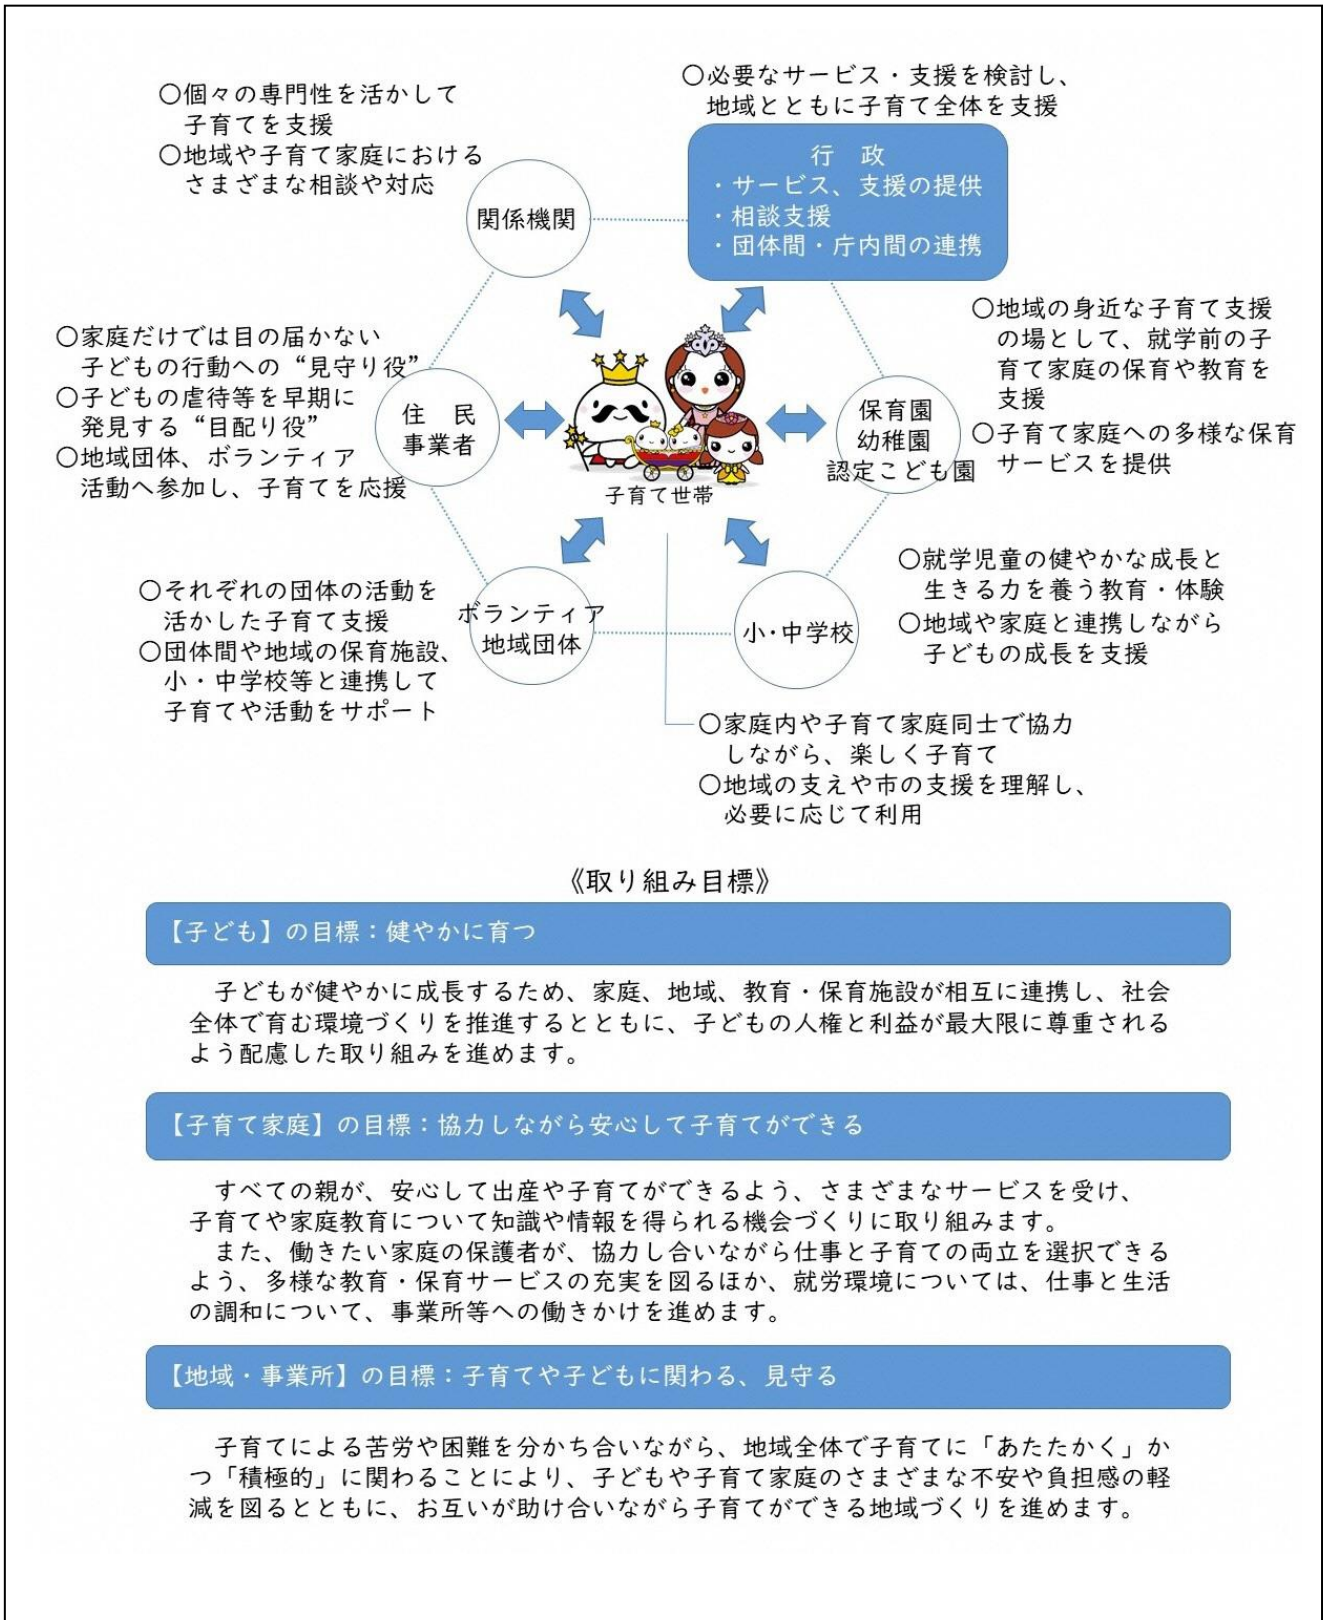 ○個々の専門性を活かして
子育てを支援
○地域や子育て家庭における
さまざまな相談や対応
○必要なサービス・支援を検討し、
地域とともに子育て全体を支援
関係機関
行　政
・サービス、支援の提供
・相談支援
・団体間・庁内間の連携
○家庭だけでは目の届かない
子どもの行動への“見守り役”
○子どもの虐待等を早期に
発見する“目配り役”
○地域団体、ボランティア
活動へ参加し、子育てを応援
住　民
事業者
子育て世帯
保育園
幼稚園
認定こども園
○地域の身近な子育て支援
の場として、就学前の子
育て家庭の保育や教育を
支援
○子育て家庭への多様な保育
サービスを提供
○それぞれの団体の活動を
活かした子育て支援
○団体間や地域の保育施設、
小・中学校等と連携して
子育てや活動をサポート
ボランティア
地域団体
小・中学校
○就学児童の健やかな成長と
生きる力を養う教育・体験
○地域や家庭と連携しながら
子どもの成長を支援
○家庭内や子育て家庭同士で協力
しながら、楽しく子育て
○地域の支えや市の支援を理解し、
必要に応じて利用
《取り組み目標》
【子ども】の目標：健やかに育つ
子どもが健やかに成長するため、家庭、地域、教育・保育施設が相互に連携し、社会
全体で育む環境づくりを推進するとともに、子どもの人権と利益が最大限に尊重される
よう配慮した取り組みを進めます。
【子育て家庭】の目標：協力しながら安心して子育てができる
すべての親が、安心して出産や子育てができるよう、さまざまなサービスを受け、
子育てや家庭教育について知識や情報を得られる機会づくりに取り組みます。
また、働きたい家庭の保護者が、協力し合いながら仕事と子育ての両立を選択できる
よう、多様な教育・保育サービスの充実を図るほか、就労環境については、仕事と生活
の調和について、事業所等への働きかけを進めます。
【地域・事業所】の目標：子育てや子どもに関わる、見守る
子育てによる苦労や困難を分かち合いながら、地域全体で子育てに「あたたかく」か
つ「積極的」に関わることにより、子どもや子育て家庭のさまざまな不安や負担感の軽
減を図るとともに、お互いが助け合いながら子育てができる地域づくりを進めます。